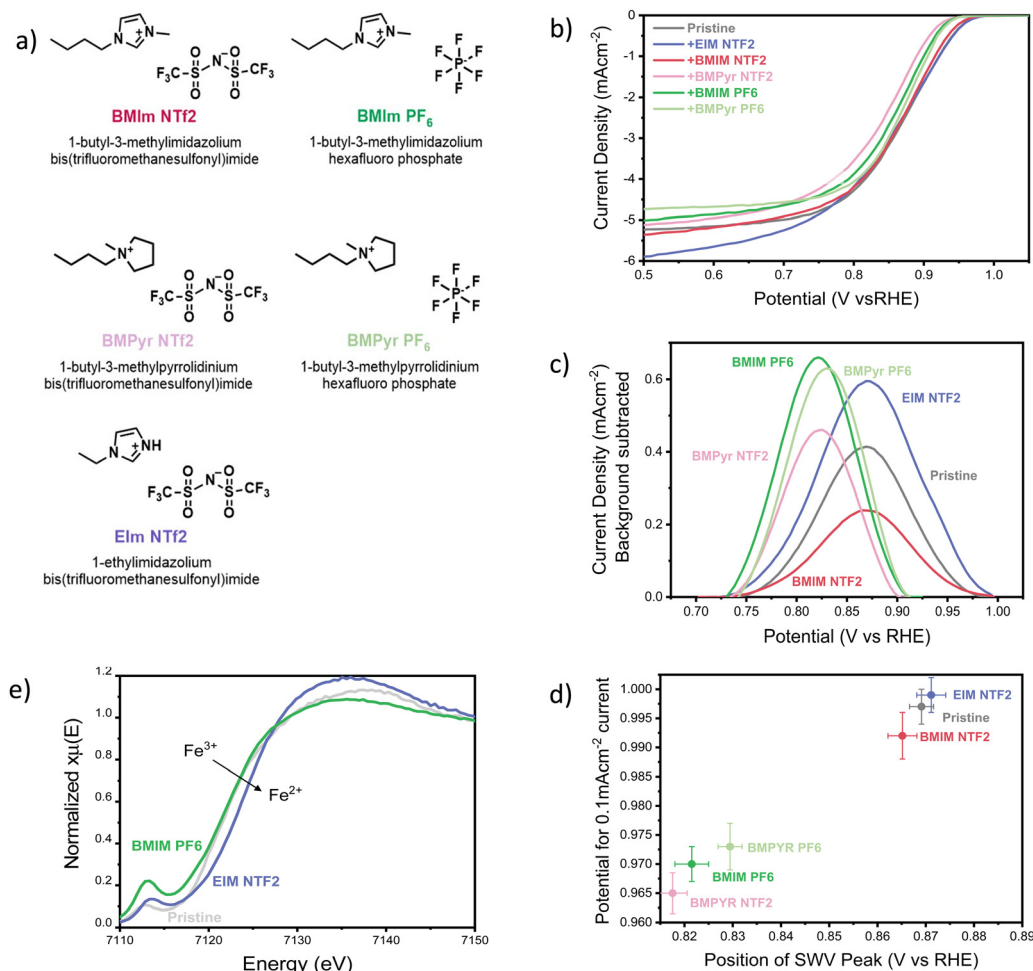 a)
N
+
N
F₃C
S
O
O
N
−
S
O
O
CF₃
BMIm NTf2
1-butyl-3-methylimidazolium
bis(trifluoromethanesulfonyl)imide
N
+
N
F
F
F
P
F
F
F
BMIm PF₆
1-butyl-3-methylimidazolium
hexafluoro phosphate
N
+
F₃C
S
O
O
N
−
S
O
O
CF₃
BMPyr NTf2
1-butyl-3-methylpyrrolidinium
bis(trifluoromethanesulfonyl)imide
N
+
F
F
F
P
F
F
F
BMPyr PF₆
1-butyl-3-methylpyrrolidinium
hexafluoro phosphate
N
+
NH
F₃C
S
O
O
N
−
S
O
O
CF₃
EIm NTf2
1-ethylimidazolium
bis(trifluoromethanesulfonyl)imide
b)
Current Density (mAcm⁻²)
0
-1
-2
-3
-4
-5
-6
Pristine
+EIM NTF2
+BMIM NTF2
+BMPyr NTF2
+BMIM PF6
+BMPyr PF6
0.5 0.6 0.7 0.8 0.9 1.0
Potential (V vsRHE)
c)
Current Density (mAcm⁻²)
Background subtracted
0.6
0.4
0.2
0.0
BMIM PF6
BMPyr PF6
EIM NTF2
BMPyr NTF2
Pristine
BMIM NTF2
0.70 0.75 0.80 0.85 0.90 0.95 1.00
Potential (V vs RHE)
e)
Normalized xμ(E)
1.2
1.0
0.8
0.6
0.4
0.2
0.0
Fe³⁺
Fe²⁺
BMIM PF6
EIM NTF2
Pristine
7110 7120 7130 7140 7150
Energy (eV)
d)
Potential for 0.1mAcm⁻² current
1.000
0.995
0.990
0.985
0.980
0.975
0.970
0.965
0.960
EIM NTF2
Pristine
BMIM NTF2
BMPYR PF6
BMIM PF6
BMPYR NTF2
0.82 0.83 0.84 0.85 0.86 0.87 0.88 0.89
Position of SWV Peak (V vs RHE)